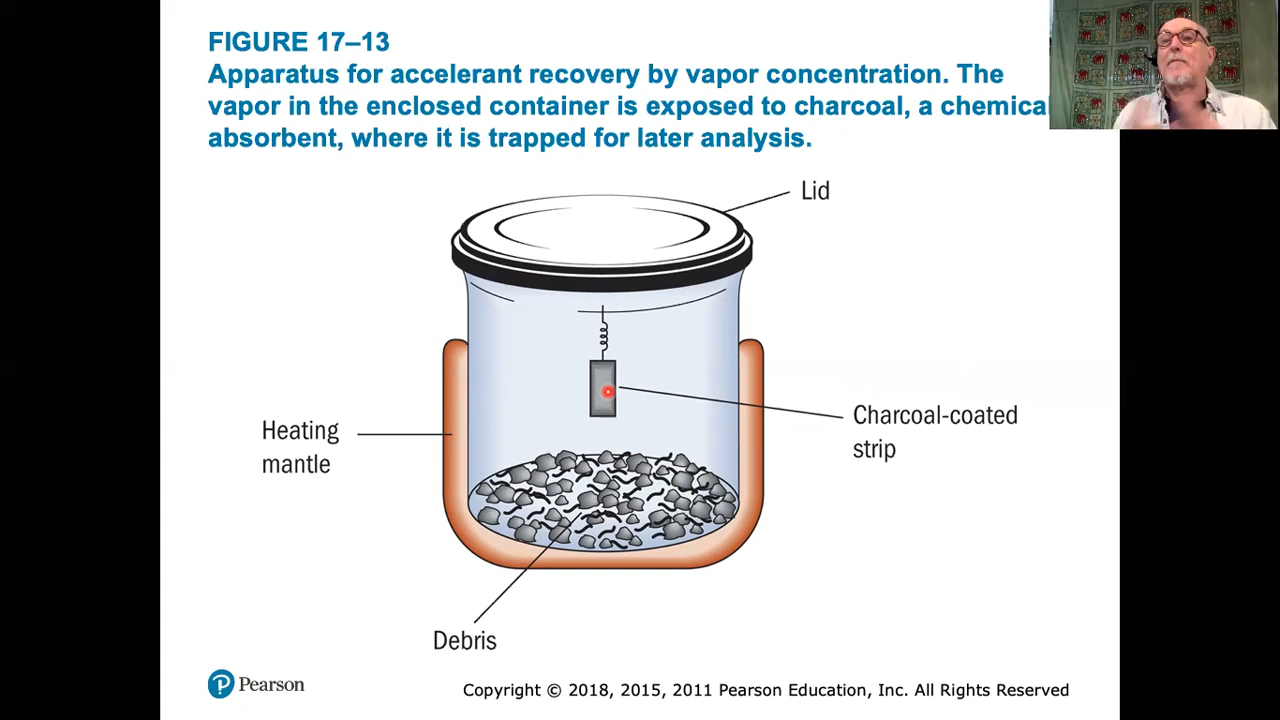 FIGURE 17–13
Apparatus for accelerant recovery by vapor concentration. The
vapor in the enclosed container is exposed to charcoal, a chemical
absorbent, where it is trapped for later analysis.
Lid
Heating
mantle
Charcoal-coated
strip
Debris
P Pearson
Copyright © 2018, 2015, 2011 Pearson Education, Inc. All Rights Reserved